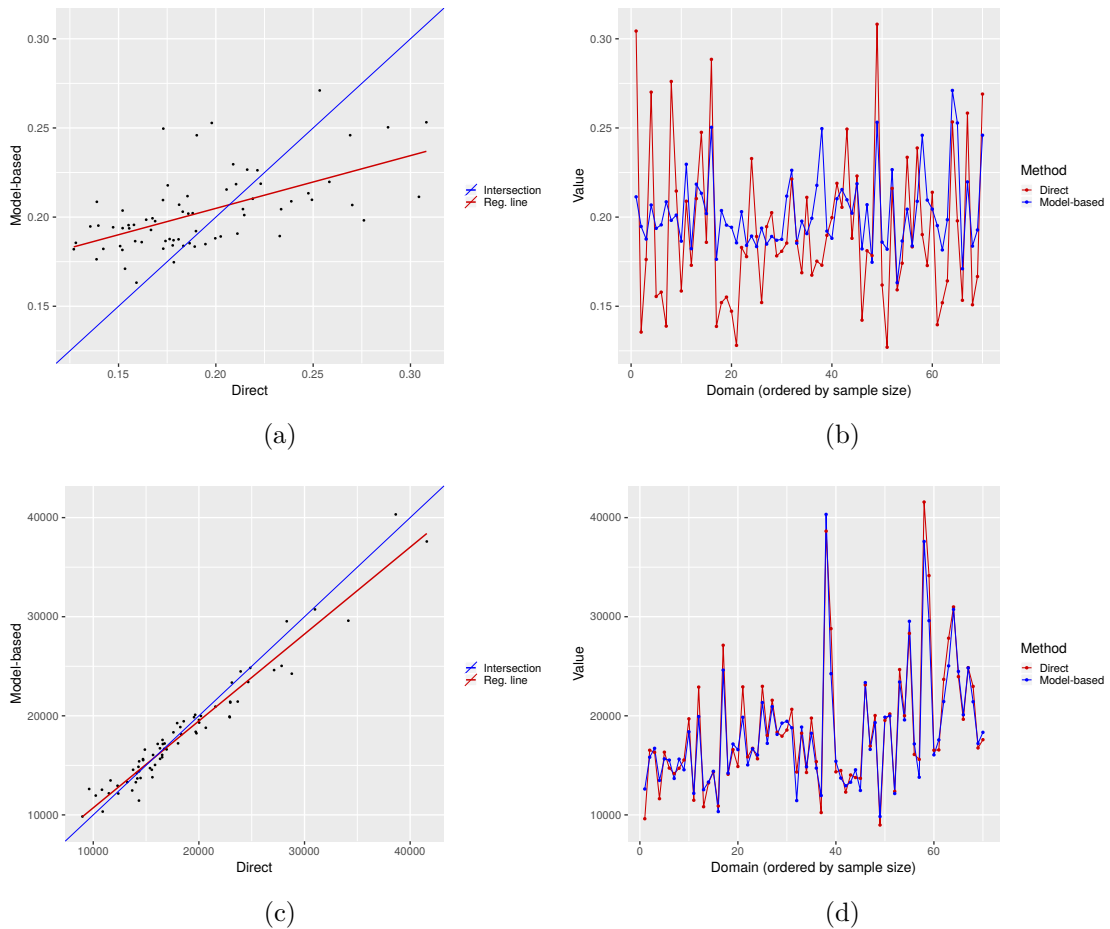 0.30
0.25
0.20
0.15
Model-based
0.15 0.20 0.25 0.30
Direct
Intersection
Reg. line
(a)
0.30
0.25
0.20
0.15
Value
0 20 40 60
Domain (ordered by sample size)
Method
Direct
Model-based
(b)
40000
30000
20000
10000
Model-based
10000 20000 30000 40000
Direct
Intersection
Reg. line
(c)
40000
30000
20000
10000
Value
0 20 40 60
Domain (ordered by sample size)
Method
Direct
Model-based
(d)